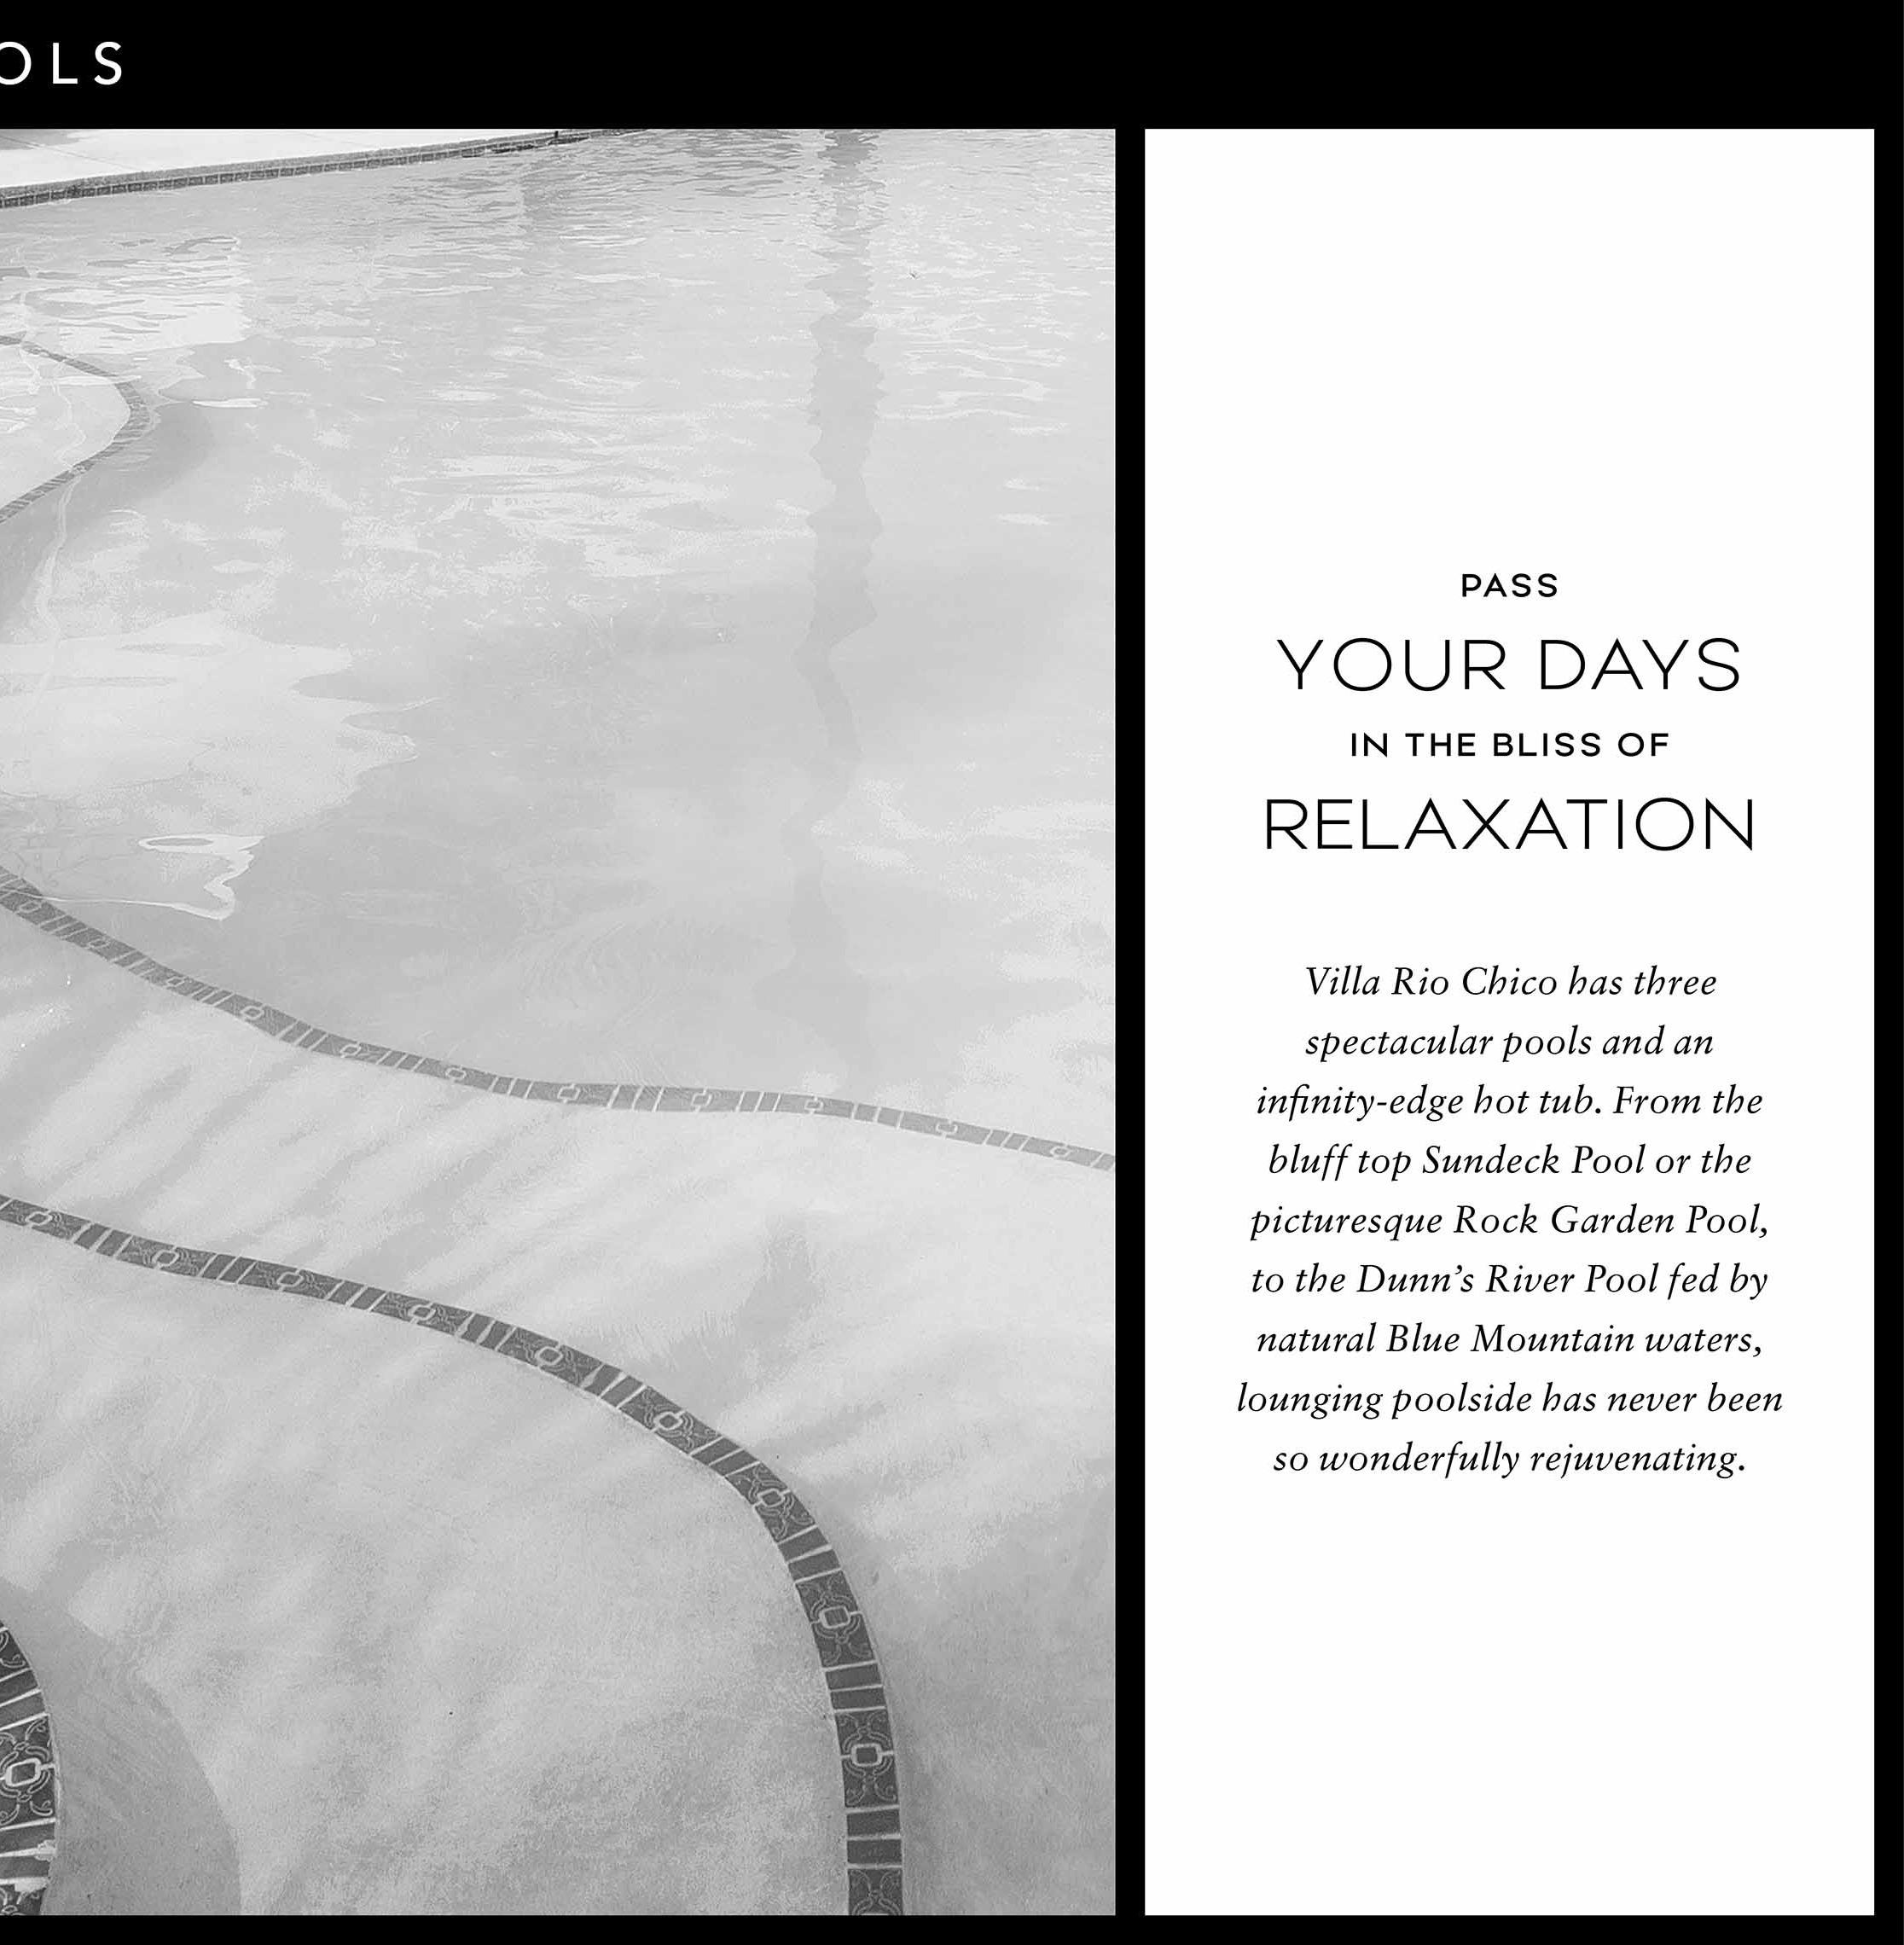 OLS
PASS
YOUR DAYS
IN THE BLISS OF
RELAXATION
Villa Rio Chico has three
spectacular pools and an
infinity-edge hot tub. From the
bluff top Sundeck Pool or the
picturesque Rock Garden Pool,
to the Dunn’s River Pool fed by
natural Blue Mountain waters,
lounging poolside has never been
so wonderfully rejuvenating.